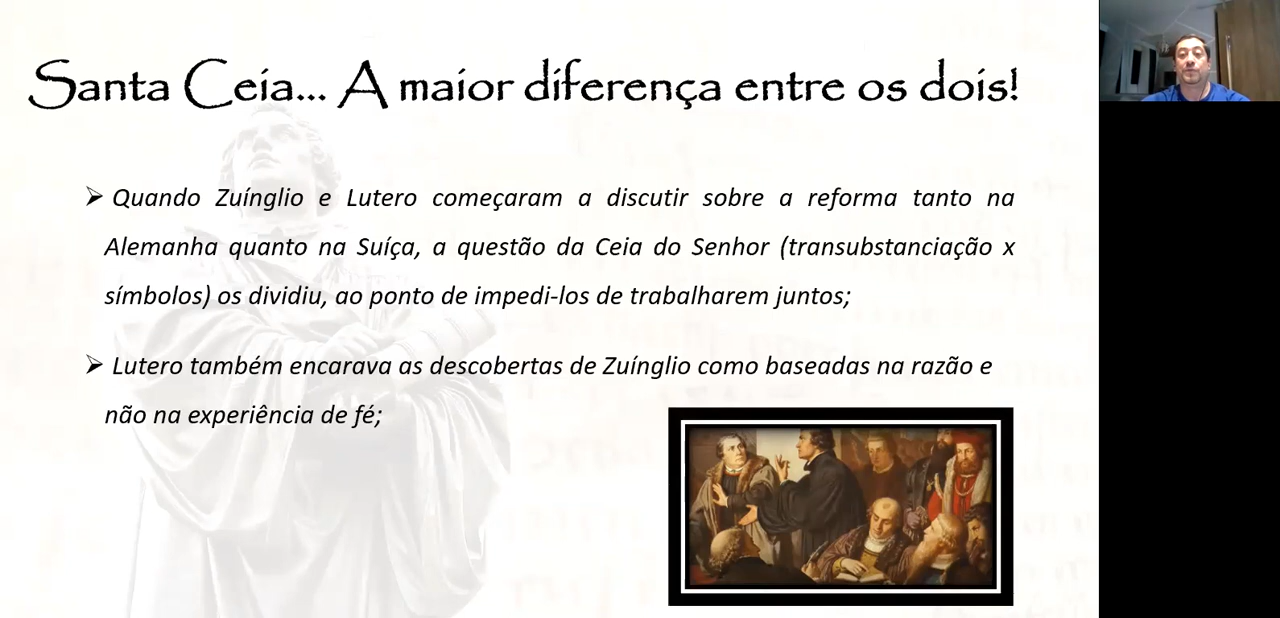 Santa Ceia... A maior diferença entre os dois!
➢ Quando Zuínglio e Lutero começaram a discutir sobre a reforma tanto na
Alemanha quanto na Suíça, a questão da Ceia do Senhor (transubstanciação x
símbolos) os dividiu, ao ponto de impedi-los de trabalharem juntos;
➢ Lutero também encarava as descobertas de Zuínglio como baseadas na razão e
não na experiência de fé;